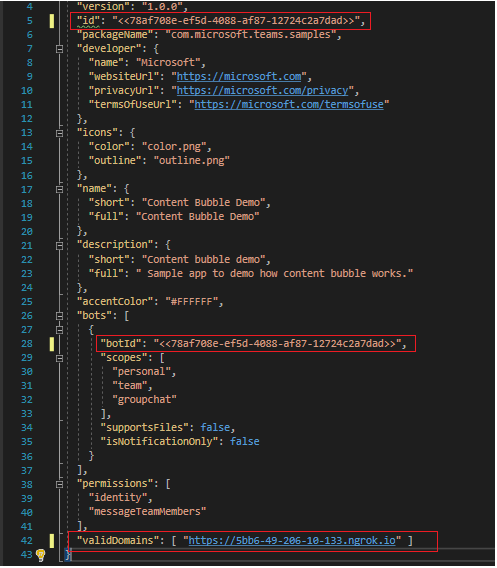 4 "version": "1.0.0",
5 "id": "<<78af708e-ef5d-4088-af87-12724c2a7dad>>",
6 "packageName": "com.microsoft.teams.samples",
7 "developer": {
8 "name": "Microsoft",
9 "websiteUrl": "https://microsoft.com",
10 "privacyUrl": "https://microsoft.com/privacy",
11 "termsOfUseUrl": "https://microsoft.com/termsofuse"
12 },
13 "icons": {
14 "color": "color.png",
15 "outline": "outline.png"
16 },
17 "name": {
18 "short": "Content Bubble Demo",
19 "full": "Content Bubble Demo"
20 },
21 "description": {
22 "short": "Content bubble demo",
23 "full": " Sample app to demo how content bubble works."
24 },
25 "accentColor": "#FFFFFF",
26 "bots": [
27 {
28 "botId": "<<78af708e-ef5d-4088-af87-12724c2a7dad>>",
29 "scopes": [
30 "personal",
31 "team",
32 "groupchat"
33 ],
34 "supportsFiles": false,
35 "isNotificationOnly": false
36 }
37 ],
38 "permissions": [
39 "identity",
40 "messageTeamMembers"
41 ],
42 "validDomains": [ "https://5bb6-49-206-10-133.ngrok.io" ]
43 }